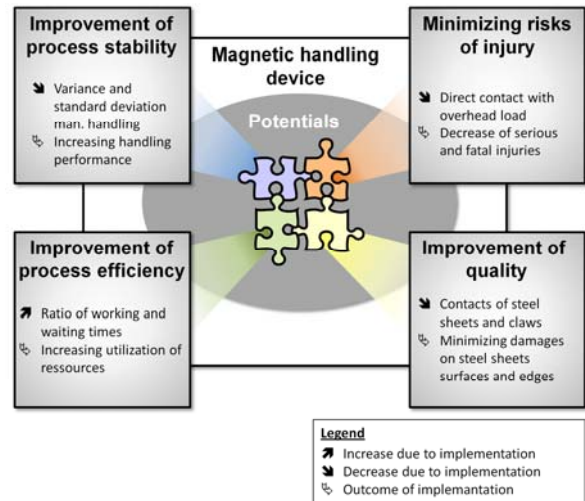 Improvement of
process stability
Variance and
standard deviation
man. handling
Increasing handling
performance
Magnetic handling
device
Potentials
Minimizing risks
of injury
Direct contact with
overhead load
Decrease of serious
and fatal injuries
Improvement of
process efficiency
Ratio of working and
waiting times
Increasing utilization of
ressources
Improvement of
quality
Contacts of steel
sheets and claws
Minimizing damages
on steel sheets
surfaces and edges
Legend
Increase due to implementation
Decrease due to implementation
Outcome of implemantation